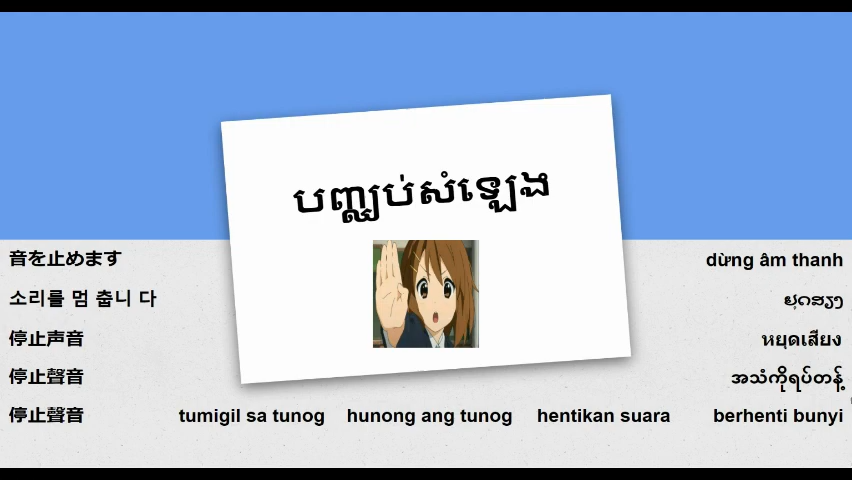 បញ្ឈប់សំឡេង
音を止めます
dừng âm thanh
소리를 멈 춥니 다
ຢຸດສຽງ
停止声音
หยุดเสียง
停止聲音
အသံကိုရပ်တန့်
停止聲音 tumigil sa tunog hunong ang tunog hentikan suara berhenti bunyi